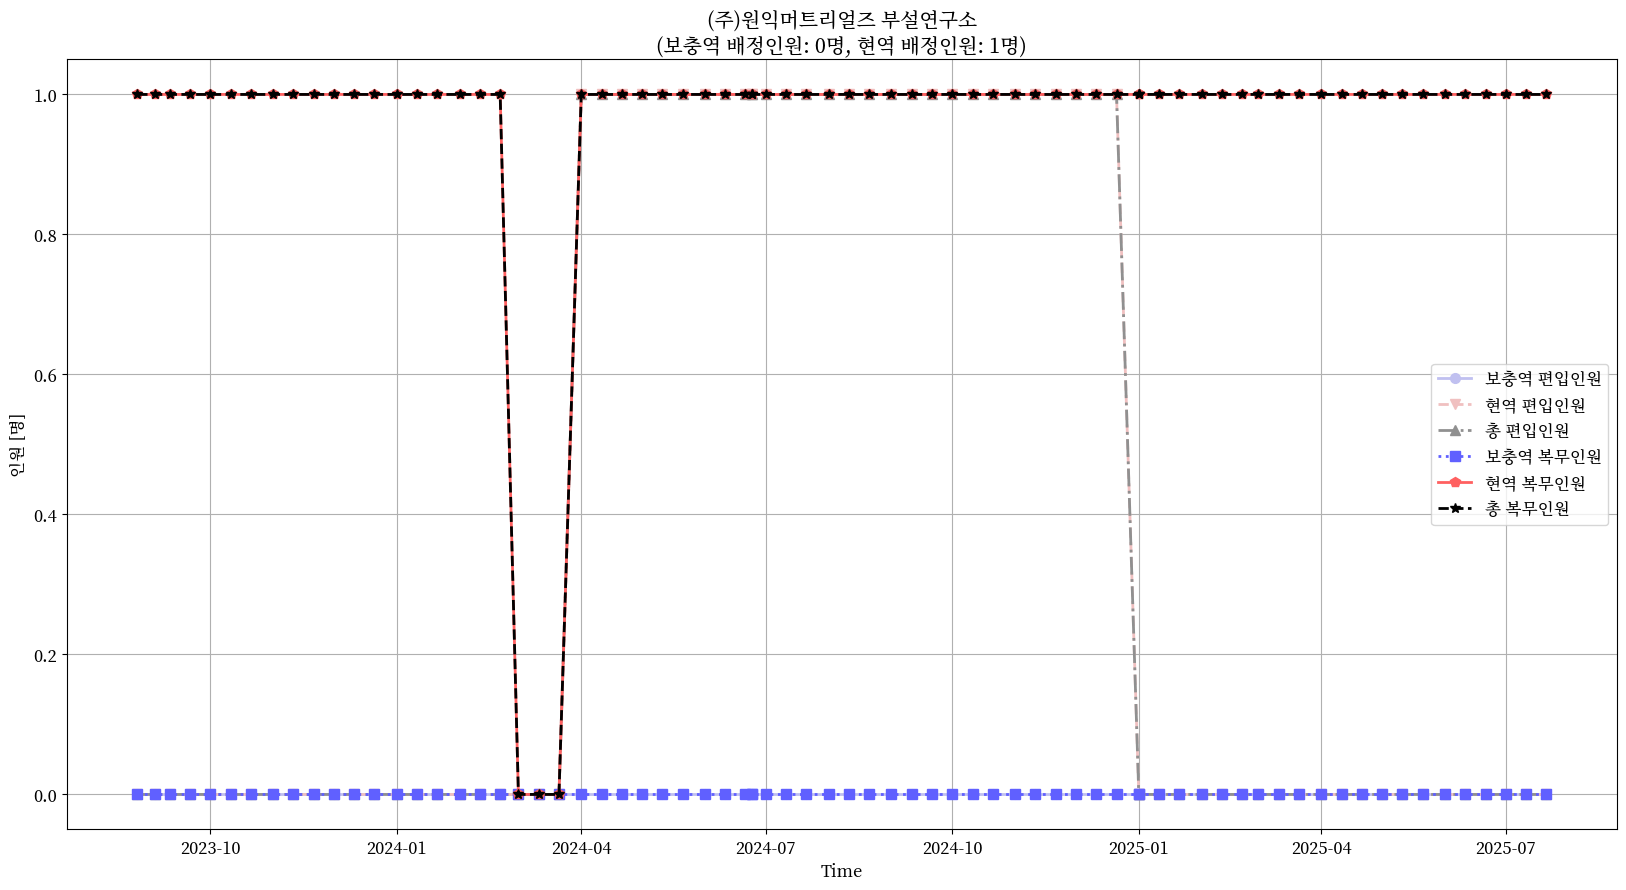 (주)원익머트리얼즈 부설연구소
(보충역 배정인원: 0명, 현역 배정인원: 1명)
1.0
0.8
0.6
0.4
0.2
0.0
인원 [명]
보충역 편입인원
현역 편입인원
총 편입인원
보충역 복무인원
현역 복무인원
총 복무인원
2023-10
2024-01
2024-04
2024-07
2024-10
2025-01
2025-04
2025-07
Time